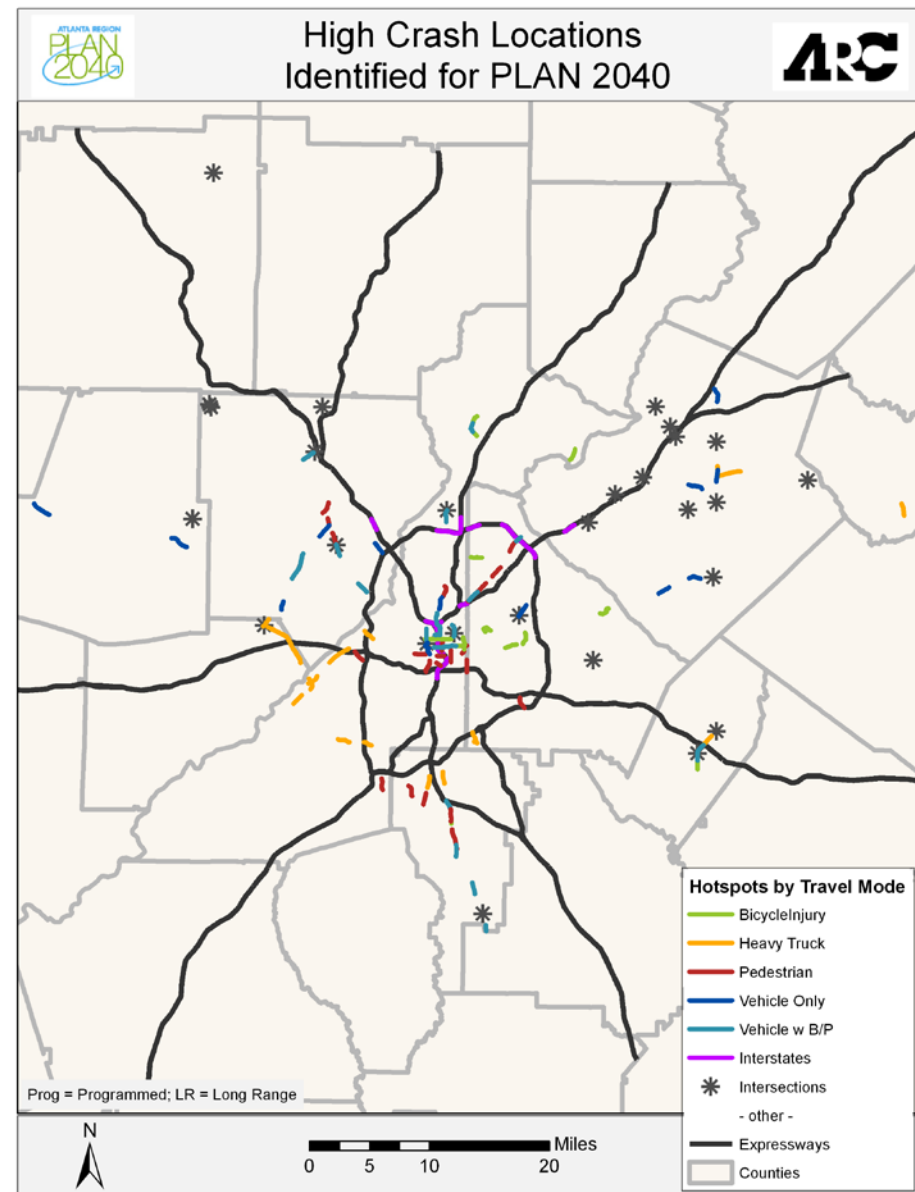 ATLANTA REGION
PLAN
2040
High Crash Locations
Identified for PLAN 2040
ARC
Hotspots by Travel Mode
BicycleInjury
Heavy Truck
Pedestrian
Vehicle Only
Vehicle w B/P
Interstates
Intersections
- other -
Expressways
Counties
Prog = Programmed; LR = Long Range
N
Miles
0 5 10 20